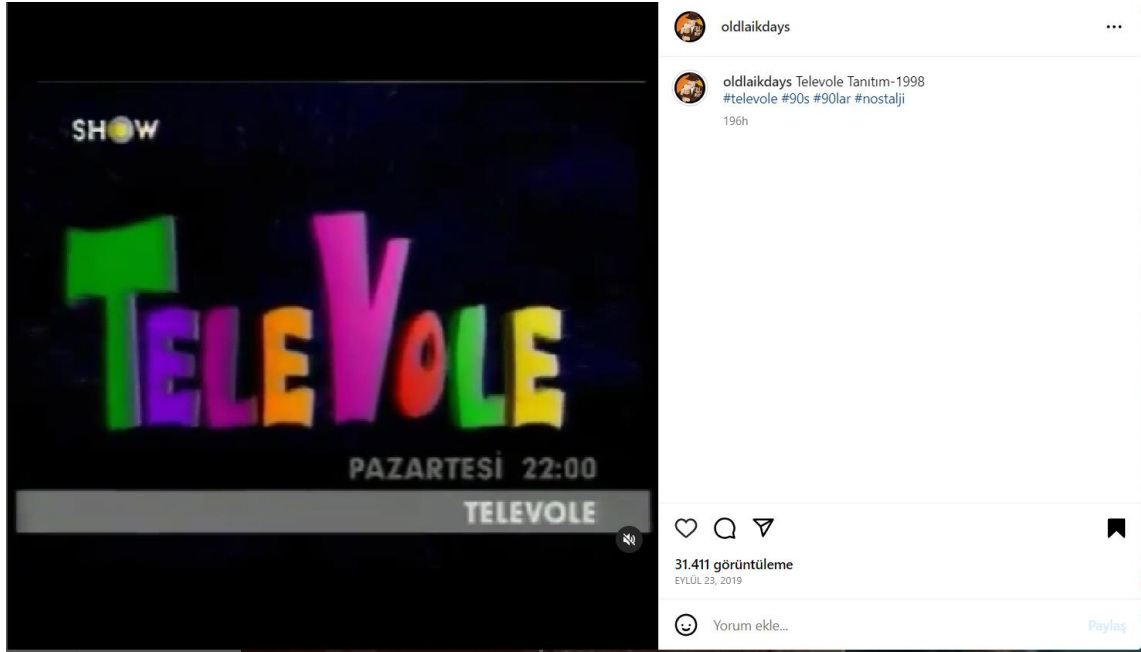 SHOW
TELEVOLE
PAZARTESİ 22:00
TELEVOLE
oldlaikdays
oldlaikdays Televole Tanıtım-1998
#televole #90s #90lar #nostalji
196h
31.411 görüntüleme
EYLÜL 23, 2019
Yorum ekle...
Paylaş